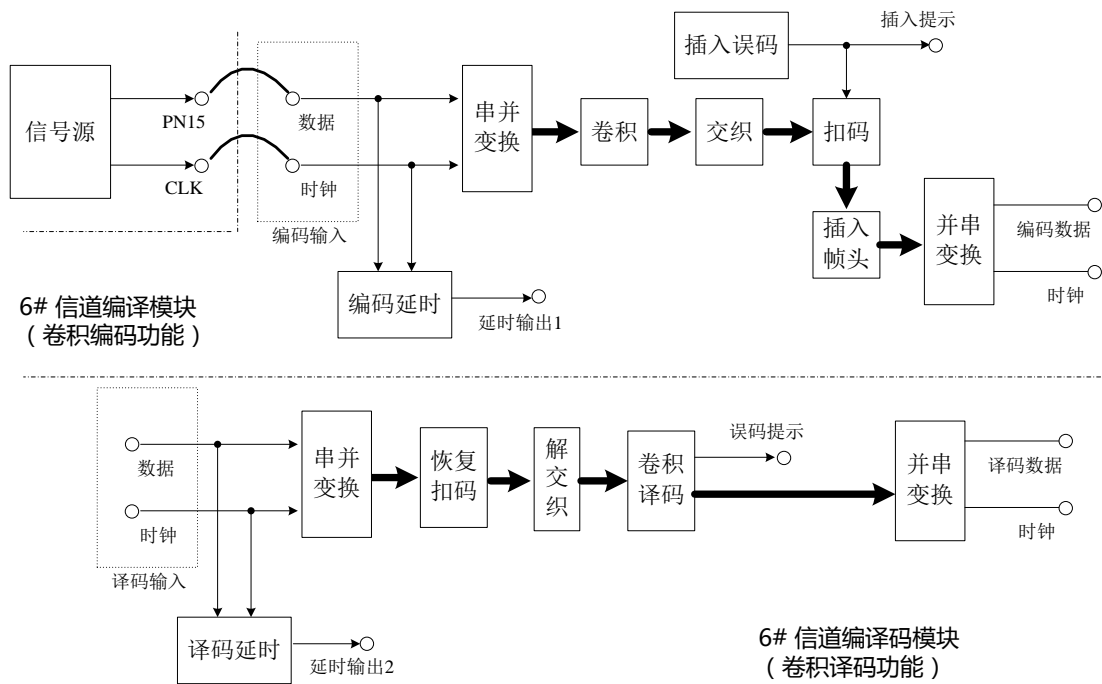 插入误码
插入提示
信号源
PN15
CLK
数据
时钟
编码输入
串并
变换
卷积
交织
扣码
插入
帧头
并串
变换
编码数据
时钟
编码延时
延时输出1
6# 信道编译模块
（卷积编码功能）
数据
时钟
译码输入
串并
变换
恢复
扣码
解
交
织
卷积
译码
误码提示
并串
变换
译码数据
时钟
译码延时
延时输出2
6# 信道编译码模块
（卷积译码功能）